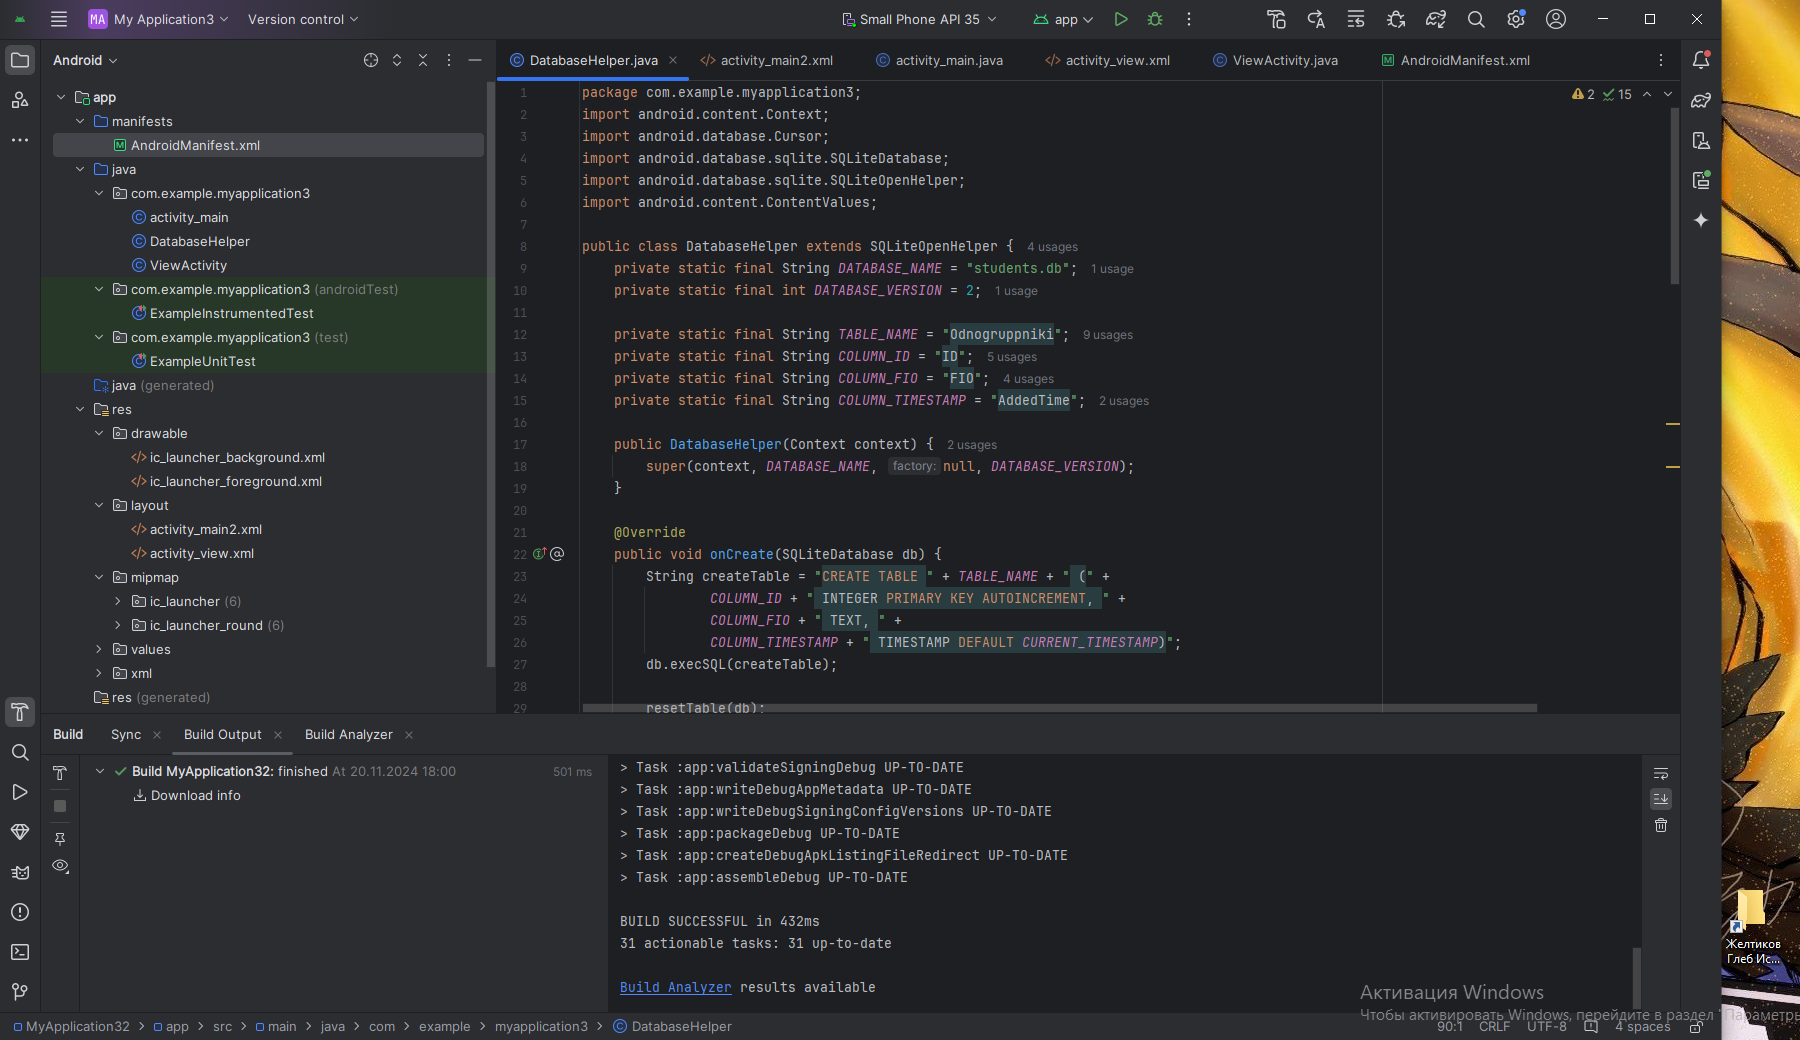 MA My Application3 Version control Small Phone API 35 app
Android
DatabaseHelper.java activity_main2.xml activity_main.java activity_view.xml ViewActivity.java AndroidManifest.xml
app
manifests
AndroidManifest.xml
java
com.example.myapplication3
activity_main
DatabaseHelper
ViewActivity
com.example.myapplication3 (androidTest)
ExampleInstrumentedTest
com.example.myapplication3 (test)
ExampleUnitTest
java (generated)
res
drawable
ic_launcher_background.xml
ic_launcher_foreground.xml
layout
activity_main2.xml
activity_view.xml
mipmap
ic_launcher (6)
ic_launcher_round (6)
values
xml
res (generated)
2 15
1 package com.example.myapplication3;
2 import android.content.Context;
3 import android.database.Cursor;
4 import android.database.sqlite.SQLiteDatabase;
5 import android.database.sqlite.SQLiteOpenHelper;
6 import android.content.ContentValues;
7
8 public class DatabaseHelper extends SQLiteOpenHelper { 4 usages
9 private static final String DATABASE_NAME = "students.db"; 1 usage
10 private static final int DATABASE_VERSION = 2; 1 usage
11
12 private static final String TABLE_NAME = "Odnogruppniki"; 9 usages
13 private static final String COLUMN_ID = "ID"; 5 usages
14 private static final String COLUMN_FIO = "FIO"; 4 usages
15 private static final String COLUMN_TIMESTAMP = "AddedTime"; 2 usages
16
17 public DatabaseHelper(Context context) { 2 usages
18 super(context, DATABASE_NAME, factory: null, DATABASE_VERSION);
19 }
20
21 @Override
22 public void onCreate(SQLiteDatabase db) {
23 String createTable = "CREATE TABLE " + TABLE_NAME + " (" +
24 COLUMN_ID + " INTEGER PRIMARY KEY AUTOINCREMENT, " +
25 COLUMN_FIO + " TEXT, " +
26 COLUMN_TIMESTAMP + " TIMESTAMP DEFAULT CURRENT_TIMESTAMP)";
27 db.execSQL(createTable);
28
29 resetTable(db);
Build Sync Build Output Build Analyzer
Build MyApplication32: finished At 20.11.2024 18:00 501 ms
Download info
> Task :app:validateSigningDebug UP-TO-DATE
> Task :app:writeDebugAppMetadata UP-TO-DATE
> Task :app:writeDebugSigningConfigVersions UP-TO-DATE
> Task :app:packageDebug UP-TO-DATE
> Task :app:createDebugApkListingFileRedirect UP-TO-DATE
> Task :app:assembleDebug UP-TO-DATE
BUILD SUCCESSFUL in 432ms
31 actionable tasks: 31 up-to-date
Build Analyzer results available
Желтиков
Глеб Ис...
Активация Windows
Чтобы активировать Windows, перейдите в раздел "Параметры
MyApplication32 app src main java com example myapplication3 DatabaseHelper 90:1 CRLF UTF-8 4 spaces